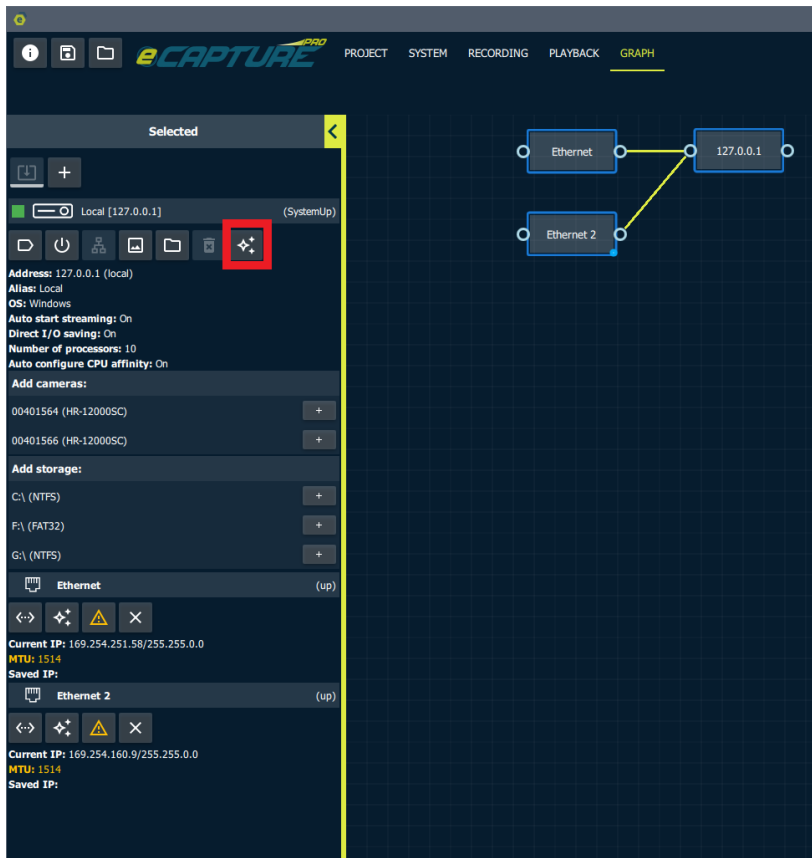 eCAPTURE PRO
PROJECT SYSTEM RECORDING PLAYBACK GRAPH
Selected
Local [127.0.0.1] (SystemUp)
Address: 127.0.0.1 (local)
Alias: Local
OS: Windows
Auto start streaming: On
Direct I/O saving: On
Number of processors: 10
Auto configure CPU affinity: On
Add cameras:
00401564 (HR-12000SC) +
00401566 (HR-12000SC) +
Add storage:
C:\ (NTFS) +
F:\ (FAT32) +
G:\ (NTFS) +
Ethernet (up)
Current IP: 169.254.251.58/255.255.0.0
MTU: 1514
Saved IP:
Ethernet 2 (up)
Current IP: 169.254.160.9/255.255.0.0
MTU: 1514
Saved IP:
Ethernet
127.0.0.1
Ethernet 2